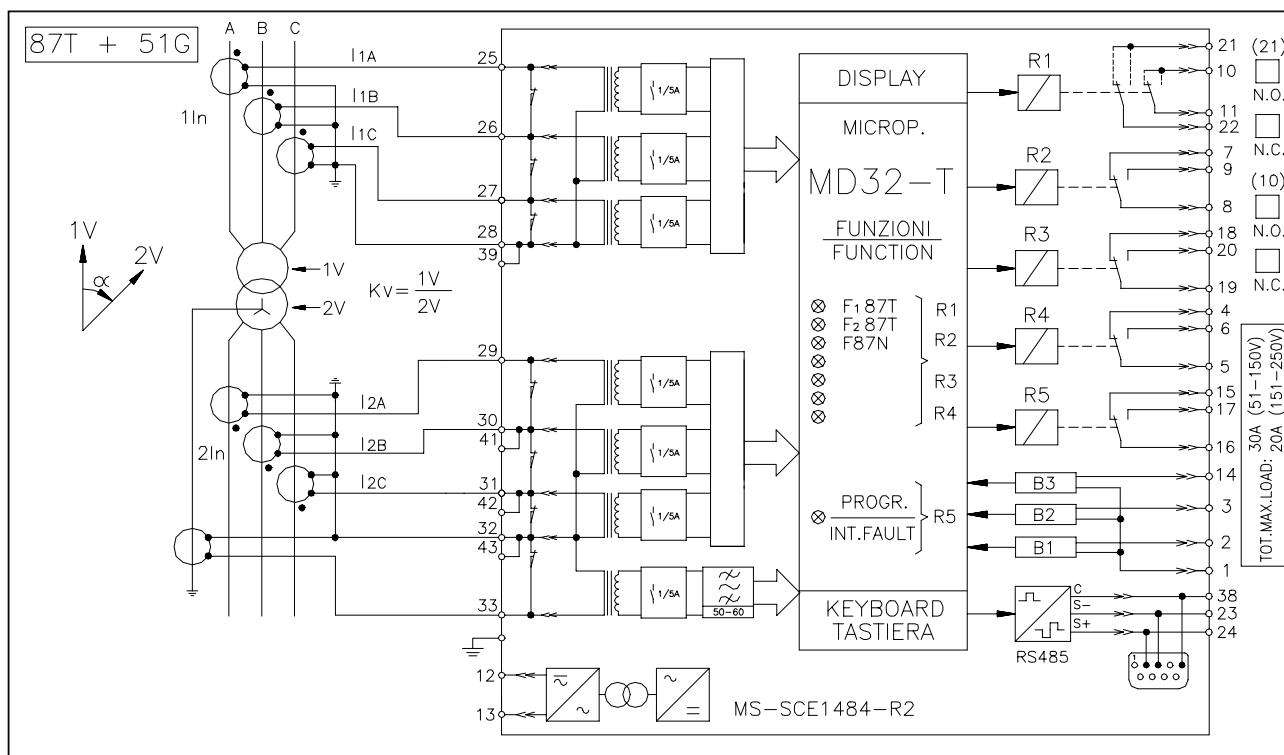 87T + 51G
A B C
I1A
I1B
I1C
1In
1V
2V
α
1V
2V
Kv= 1V
2V
I2A
I2B
I2C
2In
25
26
27
28
39
29
30
41
31
42
32
43
33
12
13
1/5A
1/5A
1/5A
1/5A
1/5A
1/5A
1/5A
50-60
DISPLAY
MICROP.
MD32-T
FUNZIONI
FUNCTION
F1 87T
F2 87T
F87N
R1
R2
R3
R4
PROGR.
INT.FAULT
R5
KEYBOARD
TASTIERA
R1
R2
R3
R4
R5
B3
B2
B1
C
S-
S+
RS485
1
21
10
11
22
7
9
8
18
20
19
4
6
5
15
17
16
14
3
2
1
38
23
24
(21)
N.O.
N.C.
(10)
N.O.
N.C.
TOT.MAX.LOAD: 30A (51-150V)
20A (151-250V)
MS-SCE1484-R2